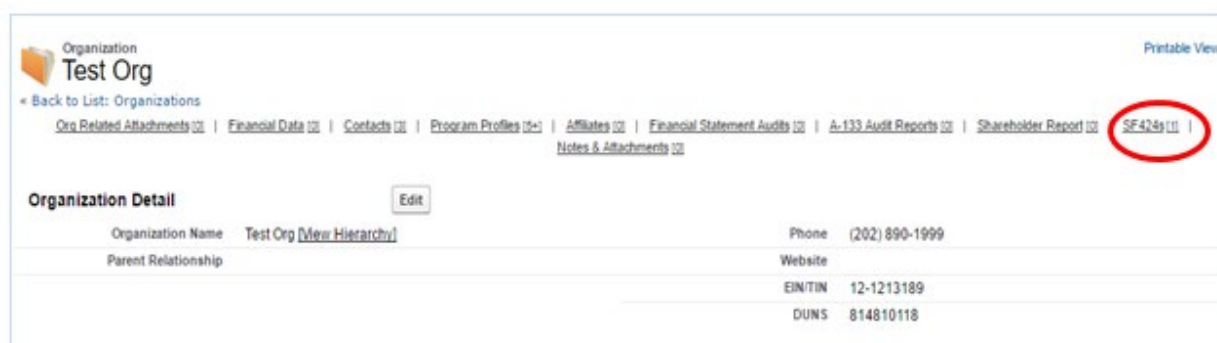 Organization
Test Org
Printable View
« Back to List: Organizations
Org Related Attachments [0] | Financial Data [0] | Contacts [3] | Program Profiles [5+] | Affiliates [0] | Financial Statement Audits [0] | A-133 Audit Reports [0] | Shareholder Report [0] | SF424s [1] |
Notes & Attachments [0]
Organization Detail Edit
Organization Name Test Org [View Hierarchy] Phone (202) 890-1999
Parent Relationship Website
EIN/TIN 12-1213189
DUNS 814810118